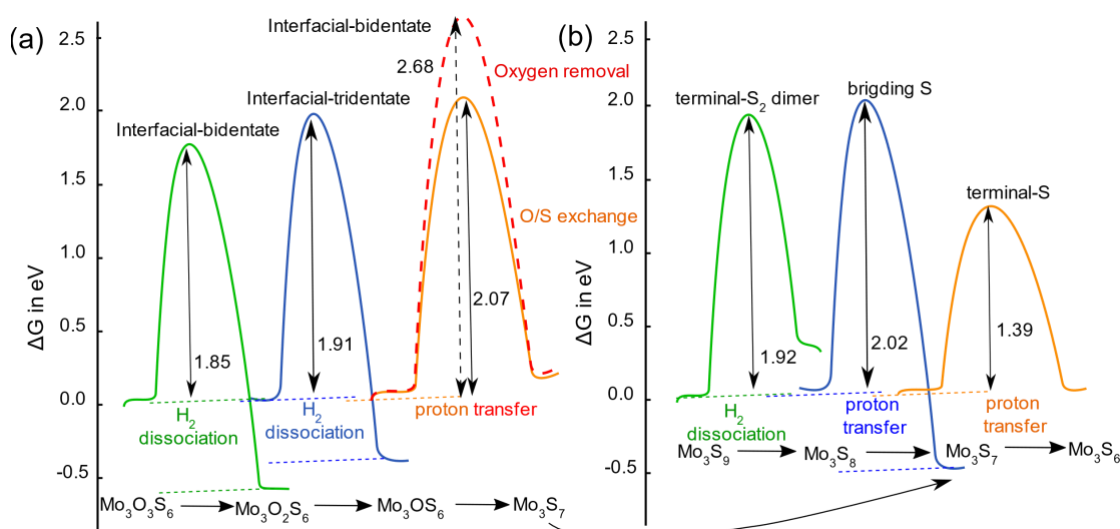 (a)
2.5
2.0
1.5
1.0
0.5
0.0
-0.5
ΔG in eV
Interfacial-bidentate
1.85
H2
dissociation
Interfacial-tridentate
1.91
H2
dissociation
Interfacial-bidentate
2.68
Oxygen removal
O/S exchange
2.07
proton transfer
Mo3O3S6
Mo3O2S6
Mo3OS6
Mo3S7
(b)
2.5
2.0
1.5
1.0
0.5
0.0
-0.5
ΔG in eV
terminal-S2 dimer
1.92
H2
dissociation
brigding S
2.02
proton
transfer
terminal-S
1.39
proton
transfer
Mo3S9
Mo3S8
Mo3S7
Mo3S6